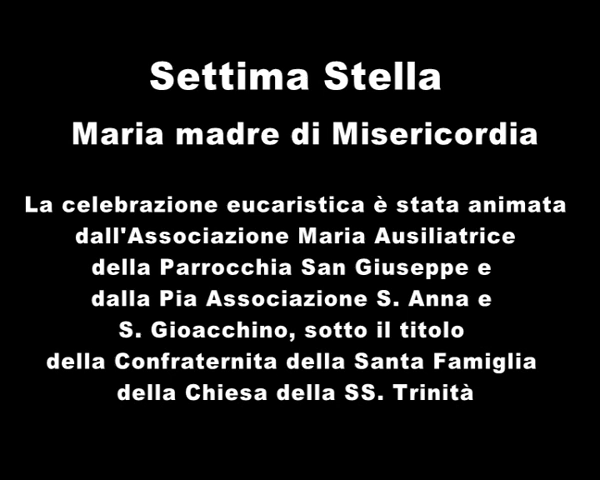 Settima Stella
Maria madre di Misericordia
La celebrazione eucaristica è stata animata
dall'Associazione Maria Ausiliatrice
della Parrocchia San Giuseppe e
dalla Pia Associazione S. Anna e
S. Gioacchino, sotto il titolo
della Confraternita della Santa Famiglia
della Chiesa della SS. Trinità